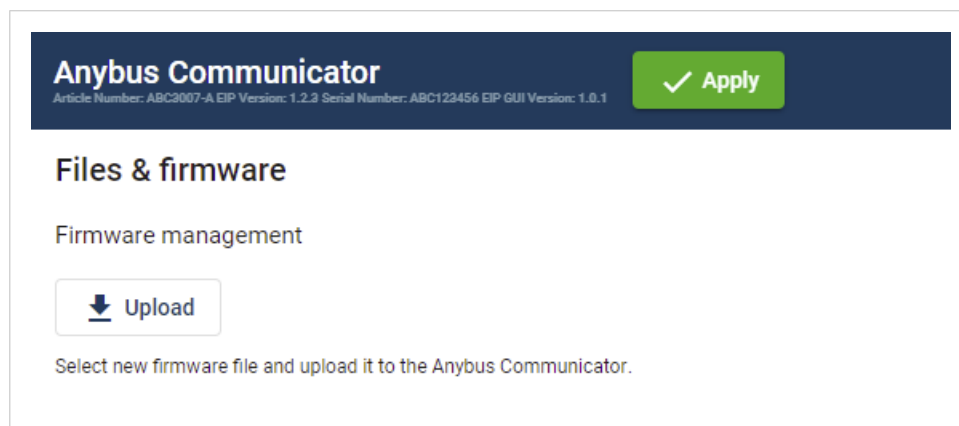 Anybus Communicator
Article Number: ABC3007-A EIP Version: 1.2.3 Serial Number: ABC123456 EIP GUI Version: 1.0.1
Apply
Files & firmware
Firmware management
Upload
Select new firmware file and upload it to the Anybus Communicator.